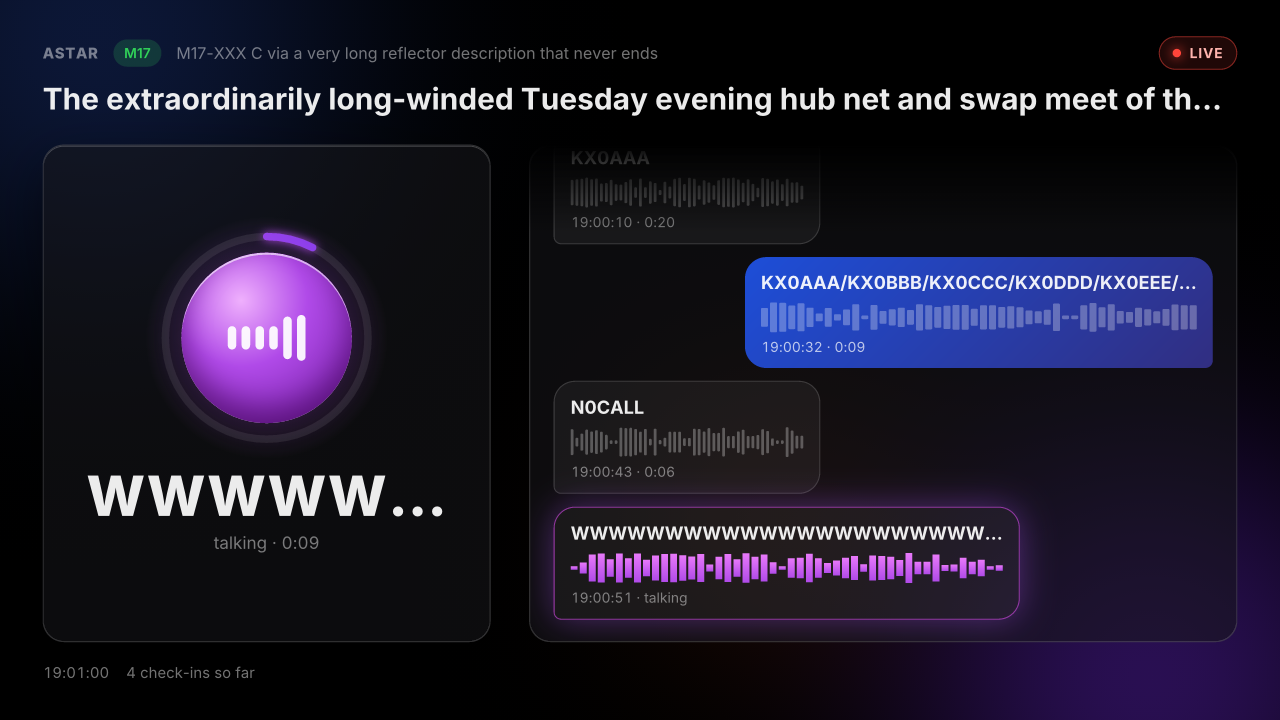 ASTAR M17 M17-XXX C via a very long reflector description that never ends
LIVE
The extraordinarily long-winded Tuesday evening hub net and swap meet of th…
WWWWW…
talking · 0:09
KX0AAA
19:00:10 · 0:20
KX0AAA/KX0BBB/KX0CCC/KX0DDD/KX0EEE/…
19:00:32 · 0:09
N0CALL
19:00:43 · 0:06
WWWWWWWWWWWWWWWWWWWWWW…
19:00:51 · talking
19:01:00 4 check-ins so far